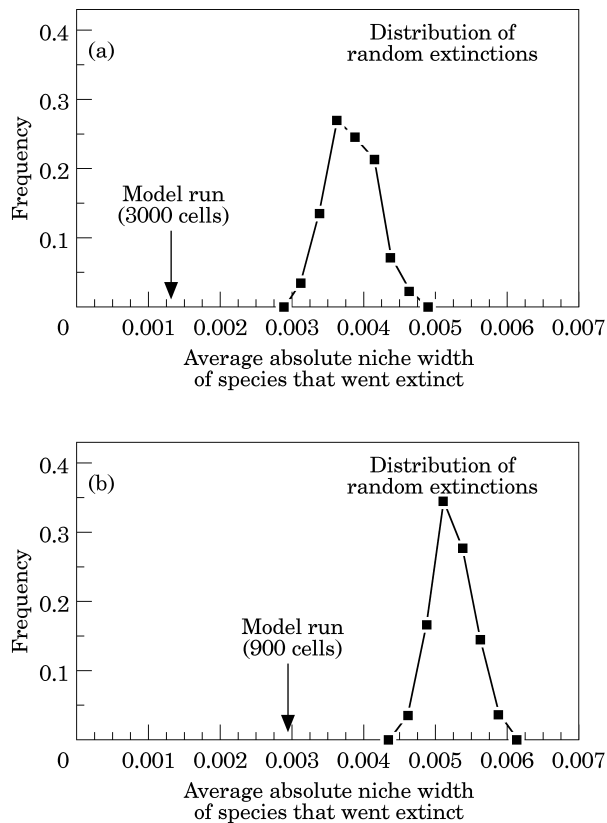 0.4
(a)
Distribution of
random extinctions
0.3
Frequency
0.2
Model run
(3000 cells)
0.1
0 0.001 0.002 0.003 0.004 0.005 0.006 0.007
Average absolute niche width
of species that went extinct
0.4
(b)
Distribution of
random extinctions
0.3
Frequency
0.2
Model run
(900 cells)
0.1
0 0.001 0.002 0.003 0.004 0.005 0.006 0.007
Average absolute niche width
of species that went extinct